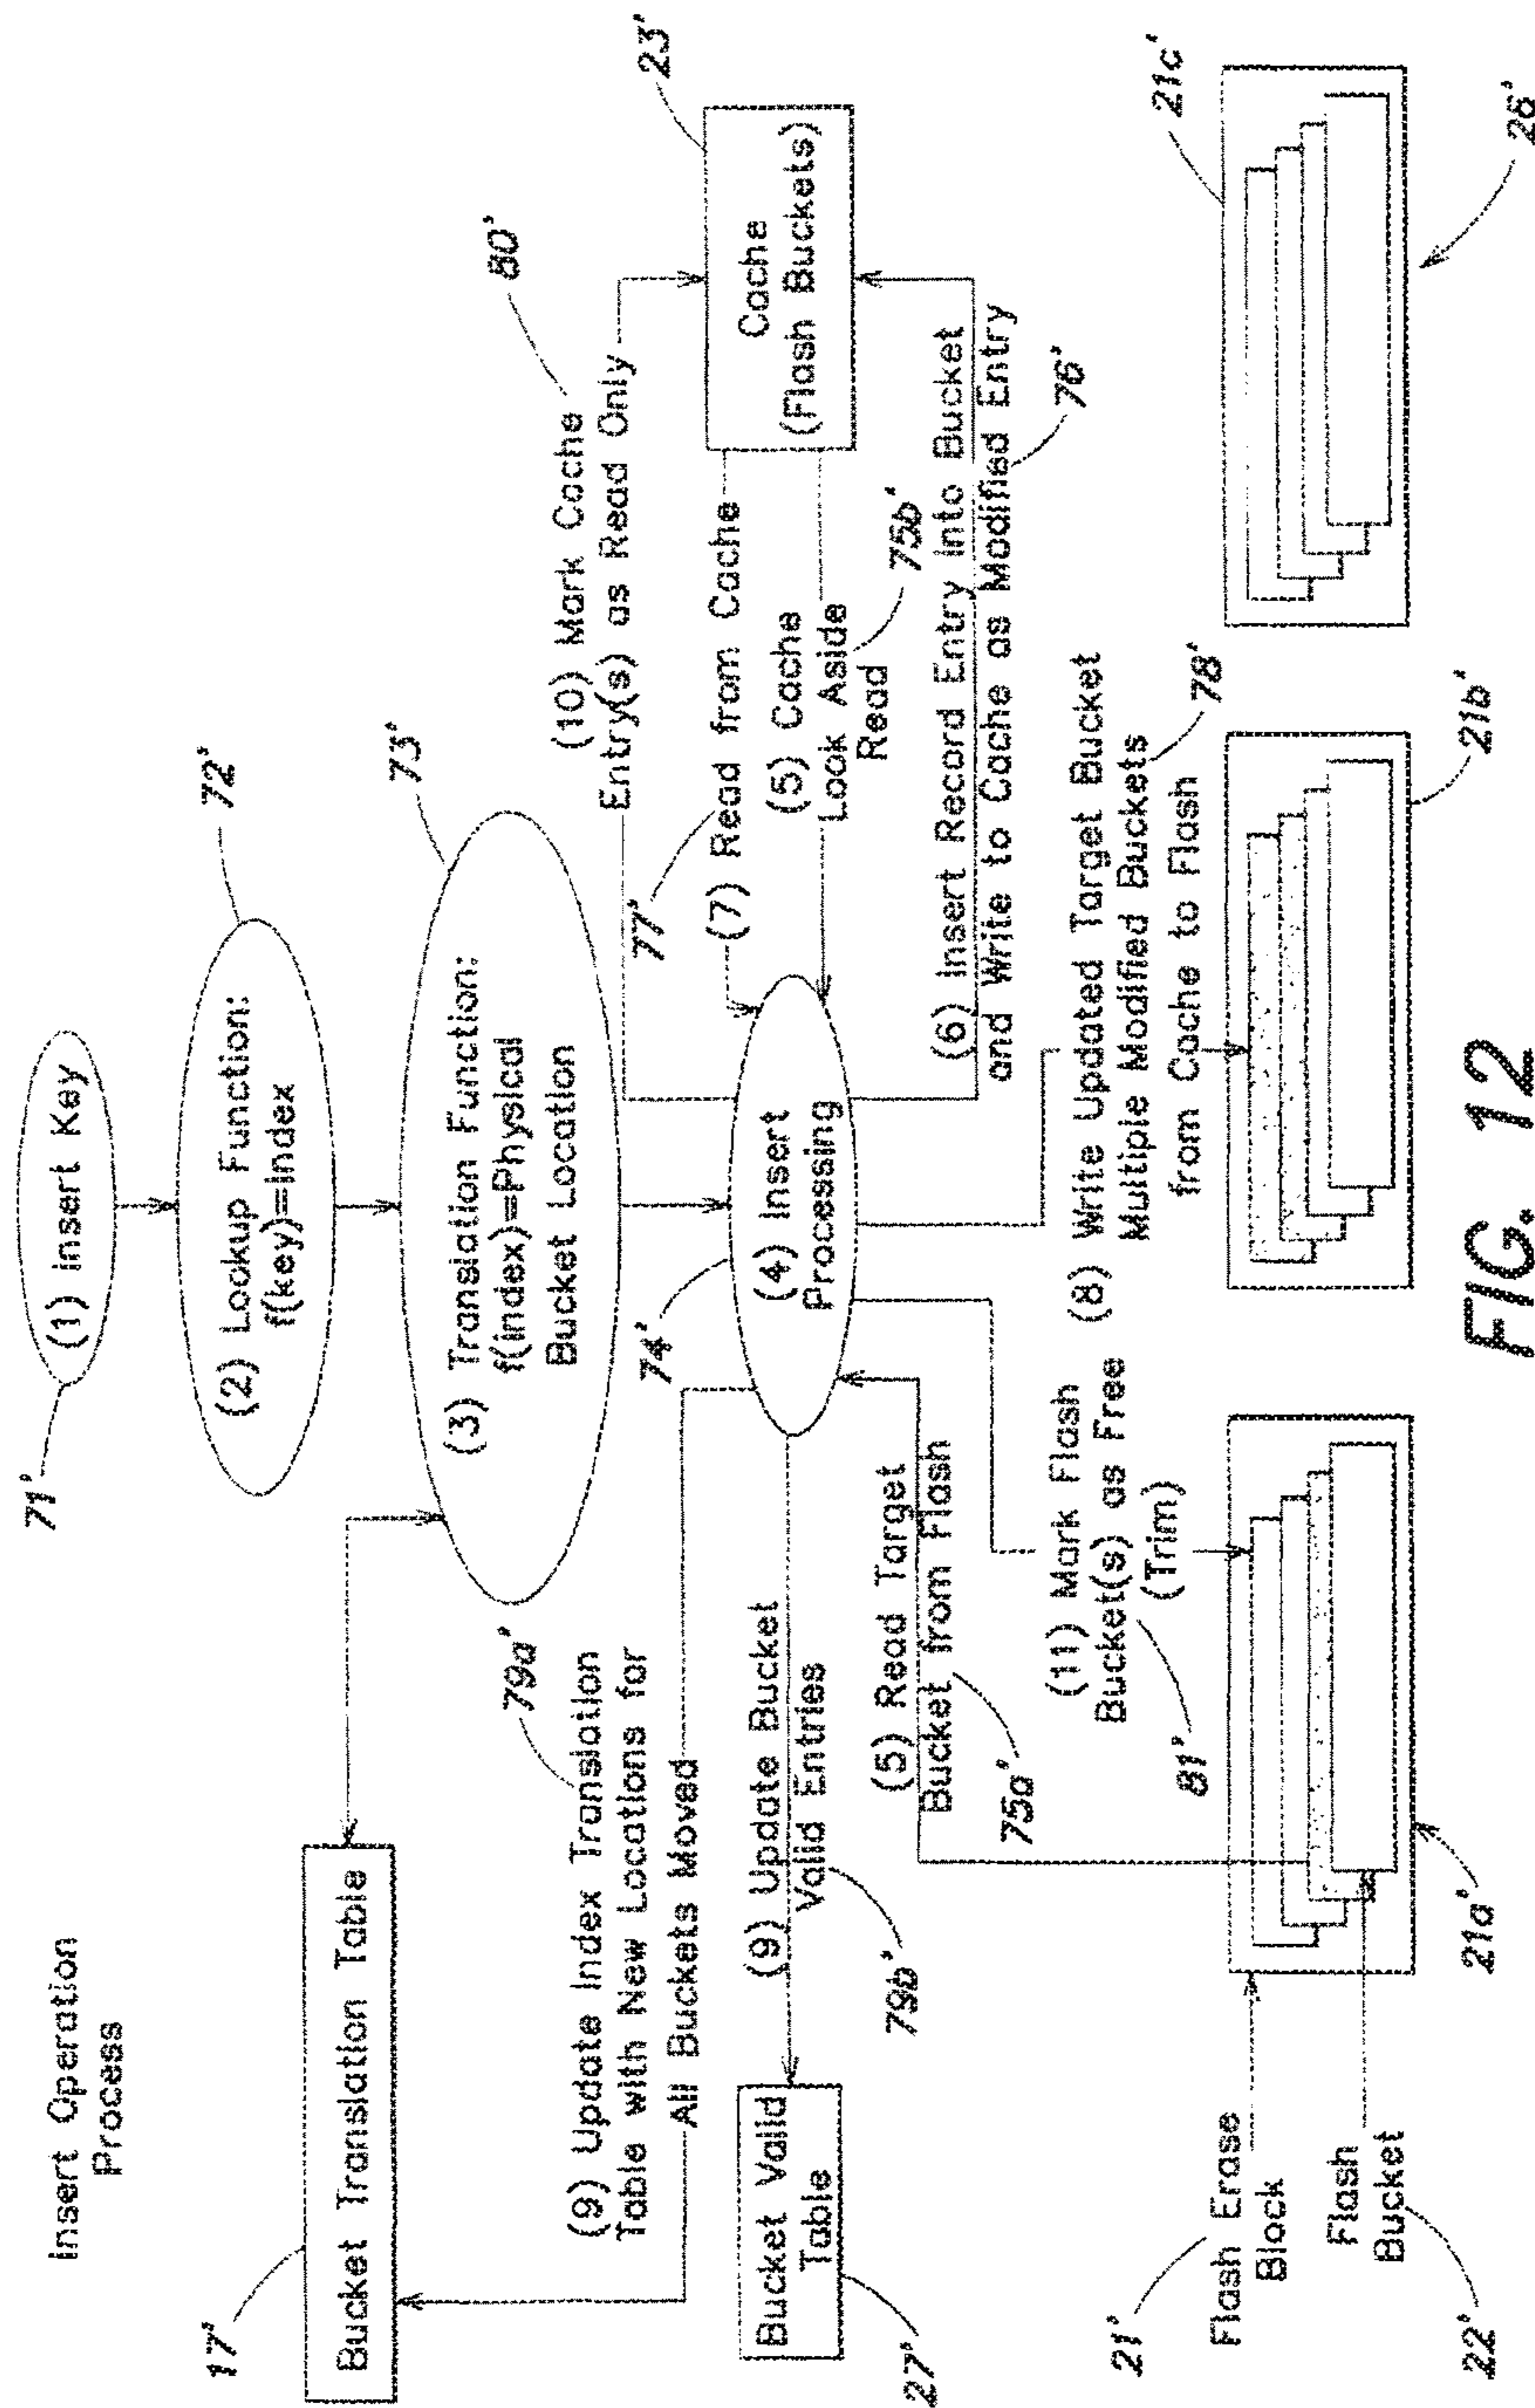 Insert Operation
Process
71'
(1) Insert Key
72'
(2) Lookup Function:
f(key)=Index
73'
(3) Translation Function:
f(index)=Physical
Bucket Location
17'
Bucket Translation Table
79a'
(9) Update Index Translation
Table with New Locations for
All Buckets Moved
74'
(4) Insert
Processing
80'
(10) Mark Cache
Entry(s) as Read Only
23'
Cache
(Flash Buckets)
77'
(7) Read from Cache
(5) Cache
Look Aside
Read
75b'
(6) Insert Record Entry Into Bucket
and Write to Cache as Modified Entry
76'
(9) Update Bucket
Valid Entries
79b'
Bucket Valid
Table
27'
(5) Read Target
Bucket from Flash
75a'
(11) Mark Flash
Bucket(s) as Free
(Trim)
81'
(8) Write Updated Target Bucket
Multiple Modified Buckets
from Cache to Flash
78'
21'
Flash Erase
Block
Flash
Bucket
22'
21a'
21b'
21c'
26'
FIG. 12